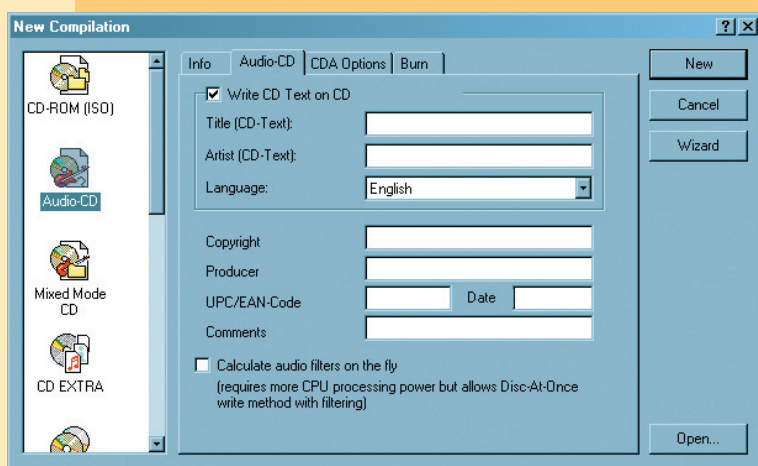 New Compilation
CD-ROM (ISO)
Audio-CD
Mixed Mode
CD
CD EXTRA
Info
Audio-CD
CDA Options
Burn
Write CD Text on CD
Title (CD-Text):
Artist (CD-Text):
Language:
English
Copyright
Producer
UPC/EAN-Code
Date
Comments
Calculate audio filters on the fly
(requires more CPU processing power but allows Disc-At-Once
write method with filtering)
New
Cancel
Wizard
Open...